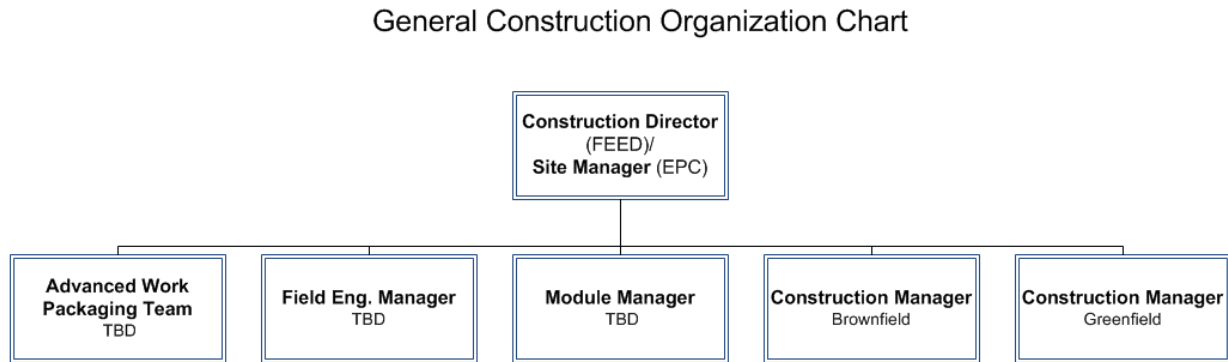 General Construction Organization Chart
Construction Director
(FEED)/
Site Manager (EPC)
Advanced Work
Packaging Team
TBD
Field Eng. Manager
TBD
Module Manager
TBD
Construction Manager
Brownfield
Construction Manager
Greenfield